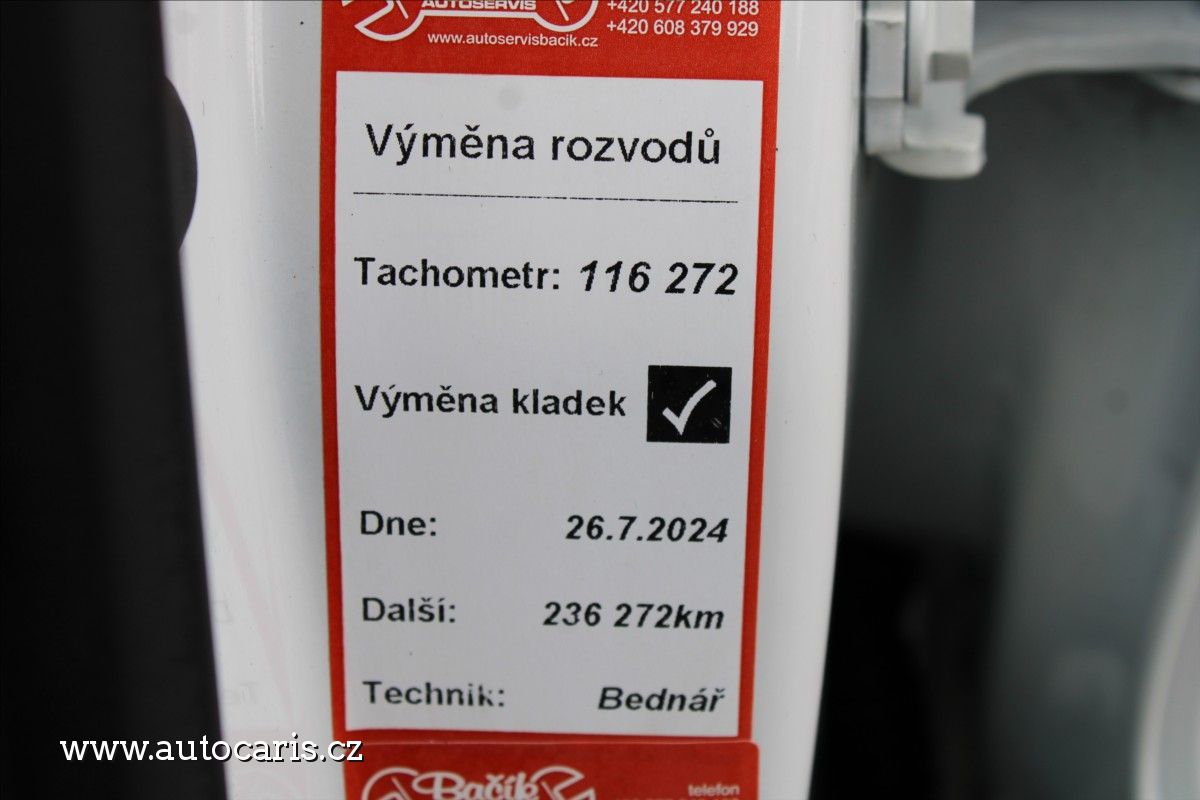 AUTOSERVIS
+420 577 240 188
+420 608 379 929
www.autoservisbacik.cz
Výměna rozvodů
Tachometr: 116 272
Výměna kladek
Dne: 26.7.2024
Další: 236 272km
Technik: Bednář
www.autocaris.cz
Bačík
telefon